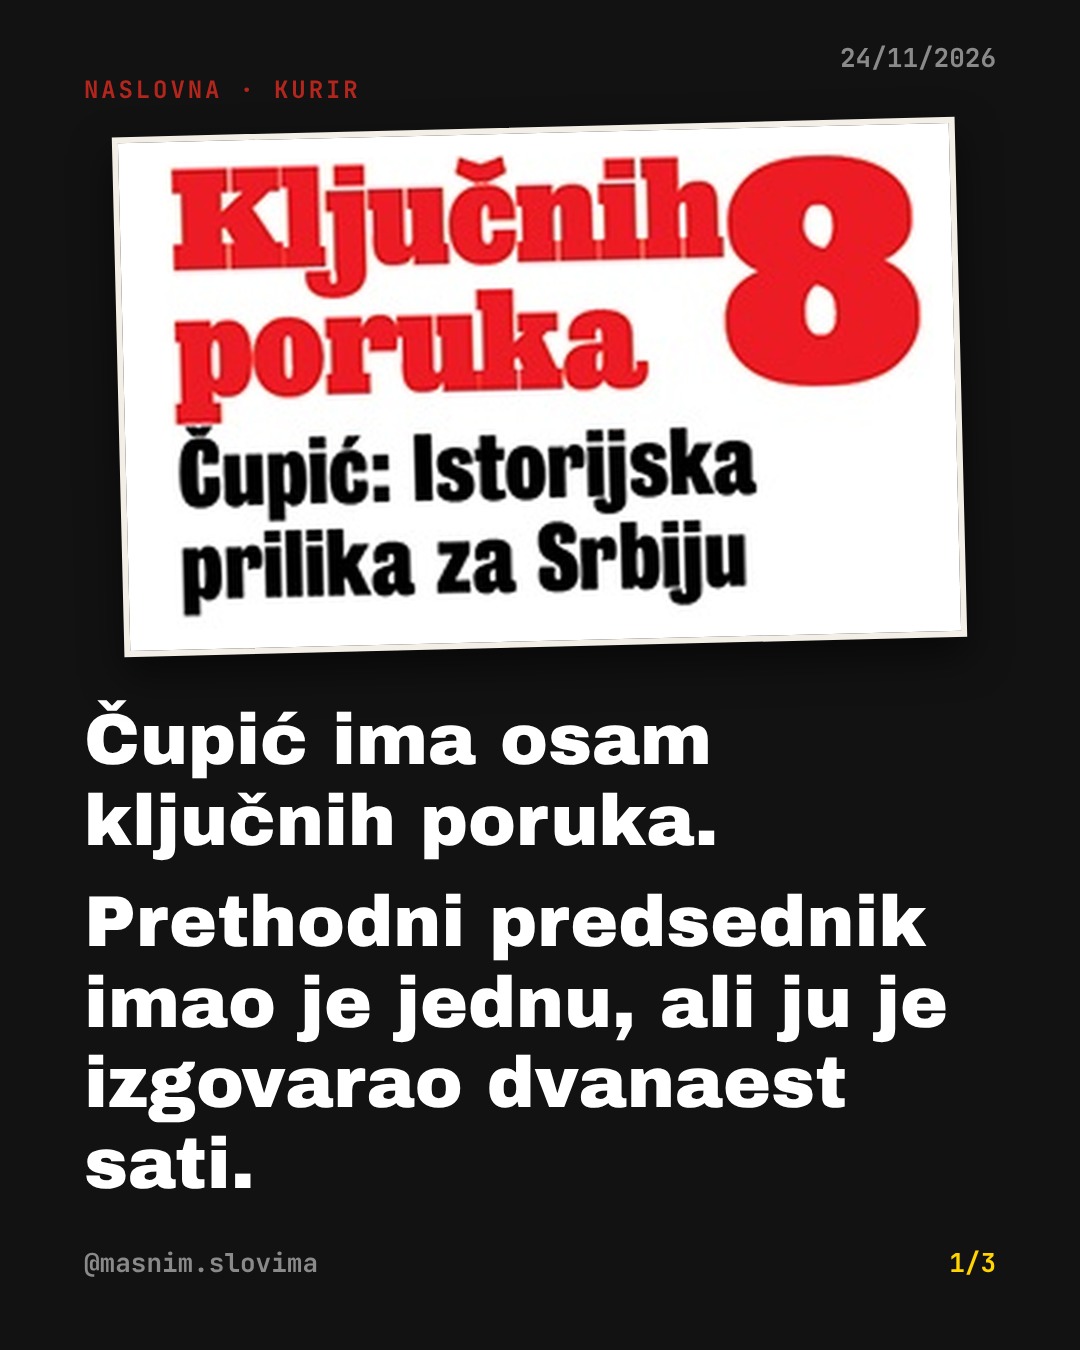 24/11/2026
NASLOVNA · KURIR
Ključnih 8
poruka
Čupić: Istorijska
prilika za Srbiju
Čupić ima osam
ključnih poruka.
Prethodni predsednik
imao je jednu, ali ju je
izgovarao dvanaest
sati.
@masnim.slovima
1/3